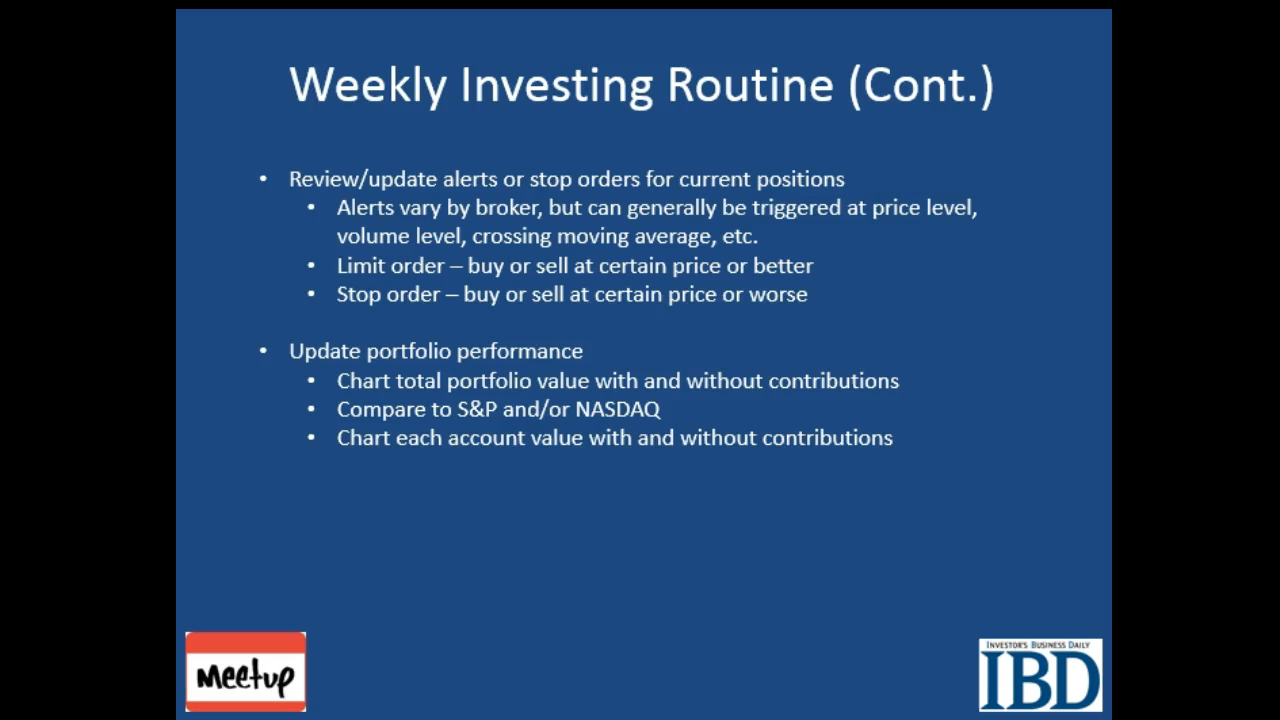 Weekly Investing Routine (Cont.)
• Review/update alerts or stop orders for current positions
• Alerts vary by broker, but can generally be triggered at price level,
volume level, crossing moving average, etc.
• Limit order – buy or sell at certain price or better
• Stop order – buy or sell at certain price or worse
• Update portfolio performance
• Chart total portfolio value with and without contributions
• Compare to S&P and/or NASDAQ
• Chart each account value with and without contributions
Meetup
INVESTOR'S BUSINESS DAILY
IBD